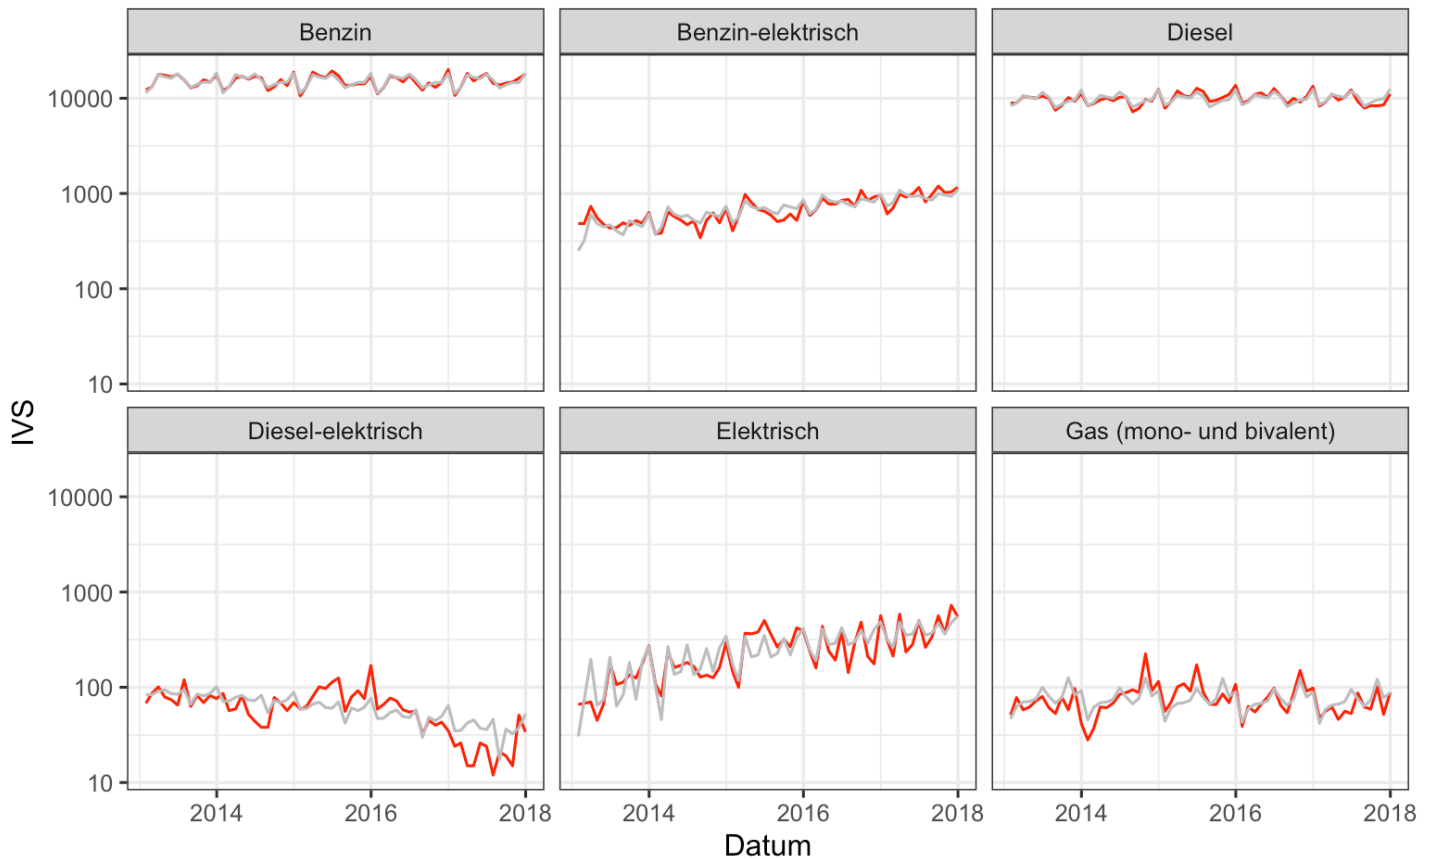 Benzin
Benzin-elektrisch
Diesel
10000
1000
100
10
IVS
Diesel-elektrisch
Elektrisch
Gas (mono- und bivalent)
10000
1000
100
10
2014 2016 2018 2014 2016 2018 2014 2016 2018
Datum